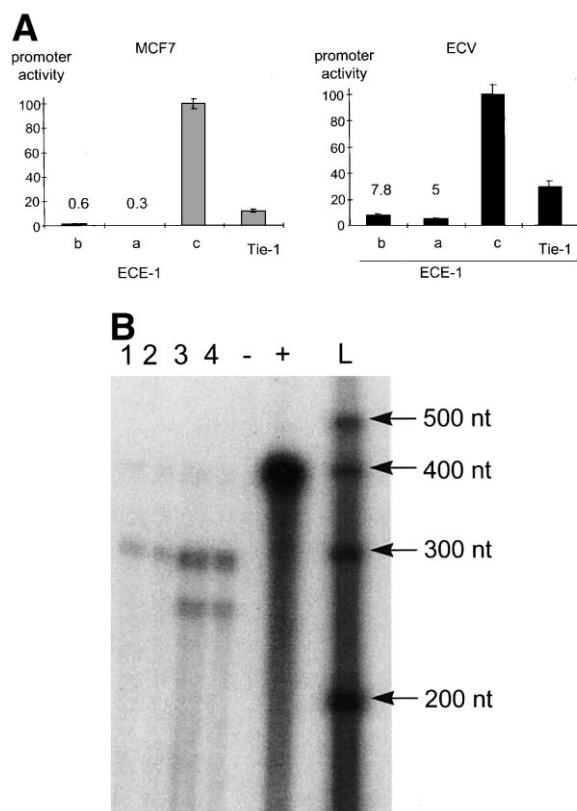 A
MCF7
promoter
activity
100
80
60
40
20
0
0.6
0.3
b a c Tie-1
ECE-1
ECV
promoter
activity
100
80
60
40
20
0
7.8
5
b a c Tie-1
ECE-1
B
1 2 3 4 - + L
500 nt
400 nt
300 nt
200 nt